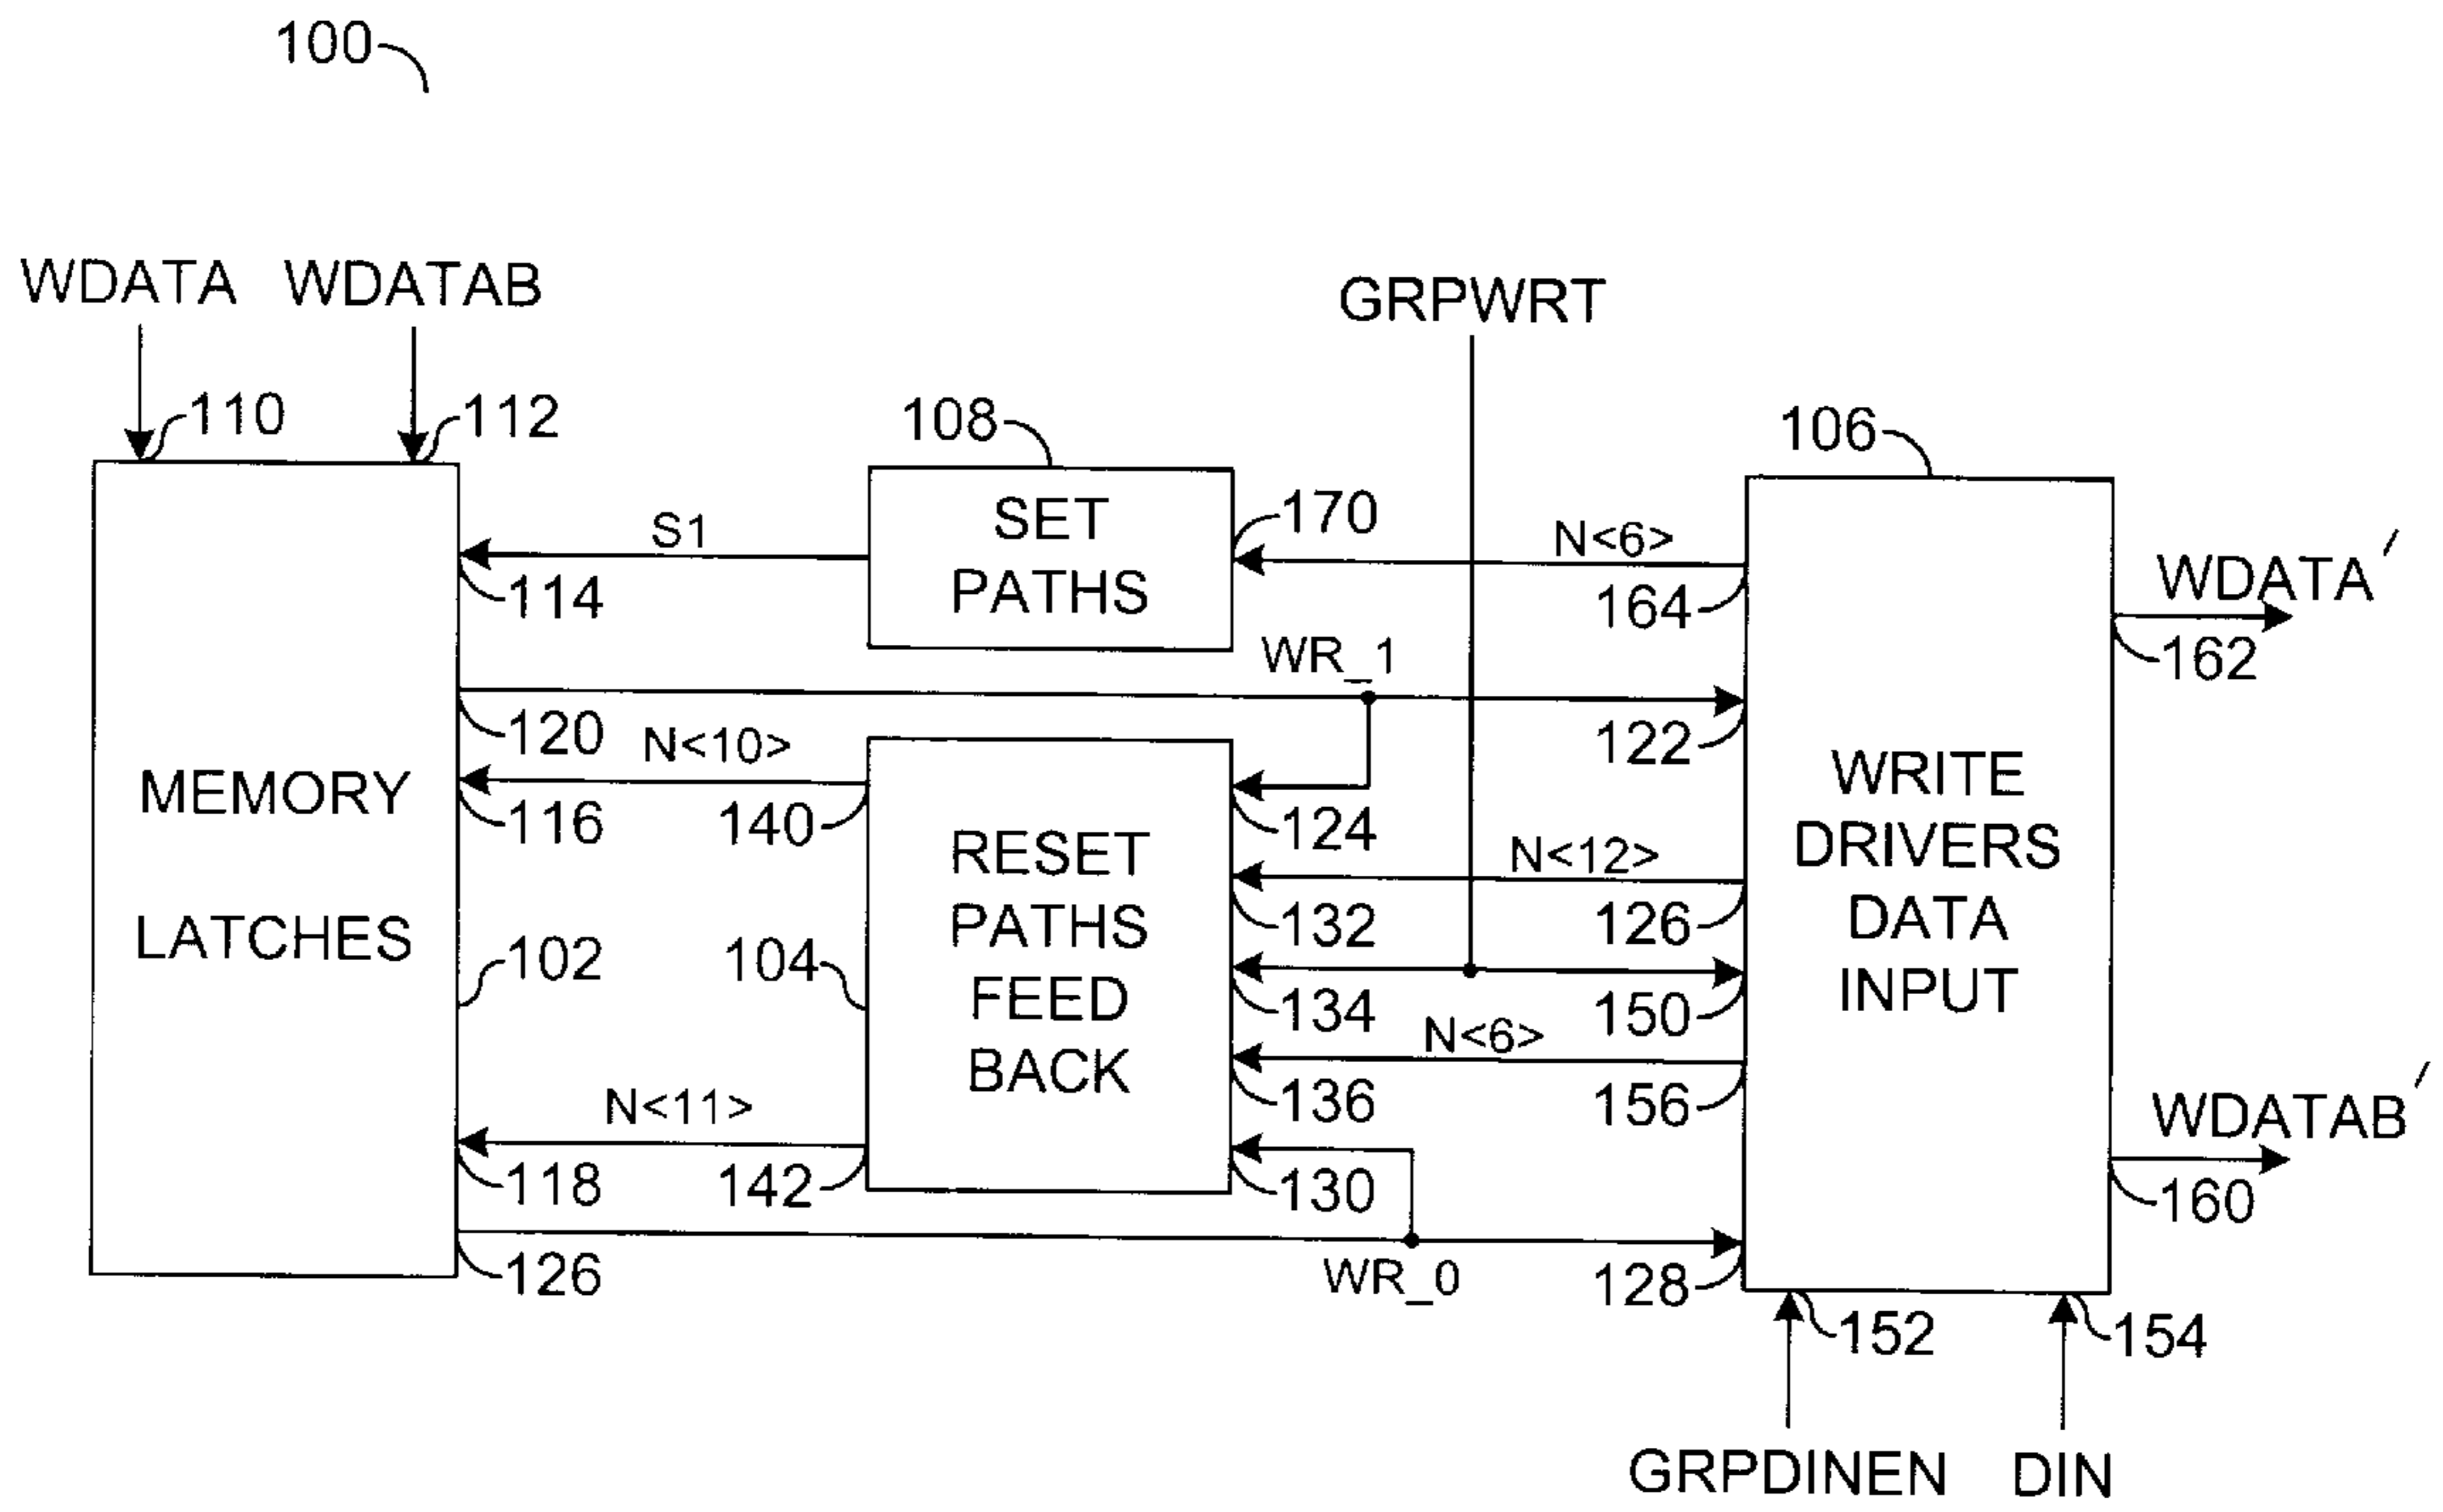 100
WDATA WDATAB
GRPWRT
110
112
108
106
SET
PATHS
170
S1
114
N<6>
164
WDATA′
162
WR_1
120
122
N<10>
116
140
124
MEMORY
LATCHES
102
104
RESET
PATHS
FEED
BACK
N<12>
132
126
134
150
N<6>
136
156
WRITE
DRIVERS
DATA
INPUT
WDATAB′
160
N<11>
118
142
130
126
WR_0
128
152
154
GRPDINEN DIN